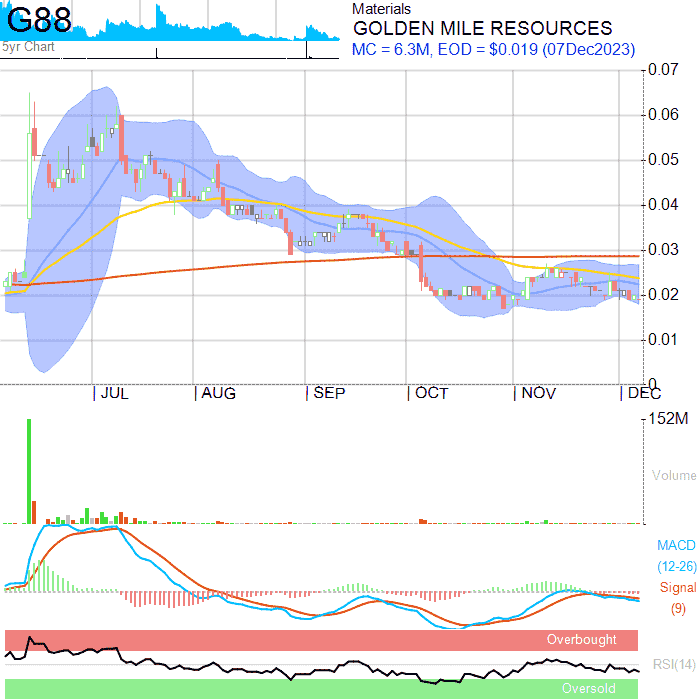 G88
5yr Chart
Materials
GOLDEN MILE RESOURCES
MC = 6.3M, EOD = $0.019 (07Dec2023)
0.07
0.06
0.05
0.04
0.03
0.02
0.01
0
JUL AUG SEP OCT NOV DEC
152M
Volume
MACD
(12-26)
Signal
(9)
Overbought
RSI(14)
Oversold